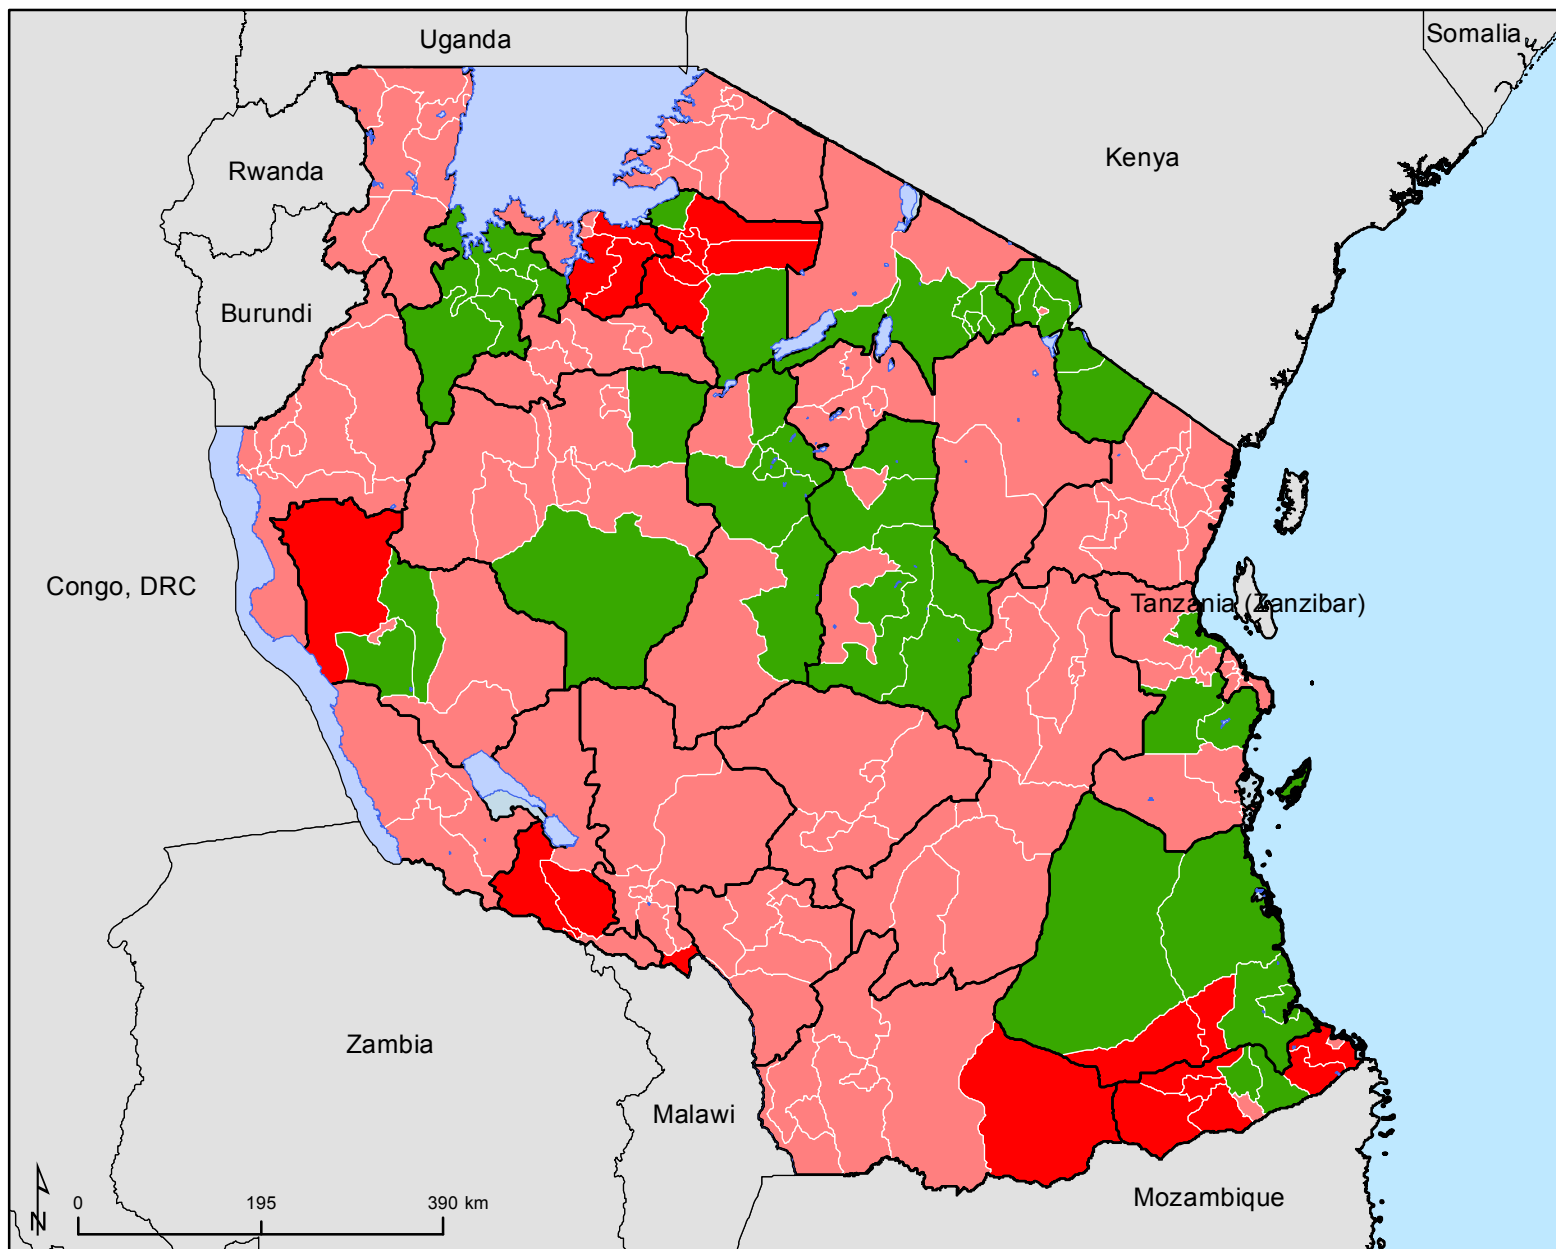 Uganda
Somalia
Kenya
Rwanda
Burundi
Congo, DRC
Tanzania (Zanzibar)
Zambia
Malawi
Mozambique
N
0 195 390 km